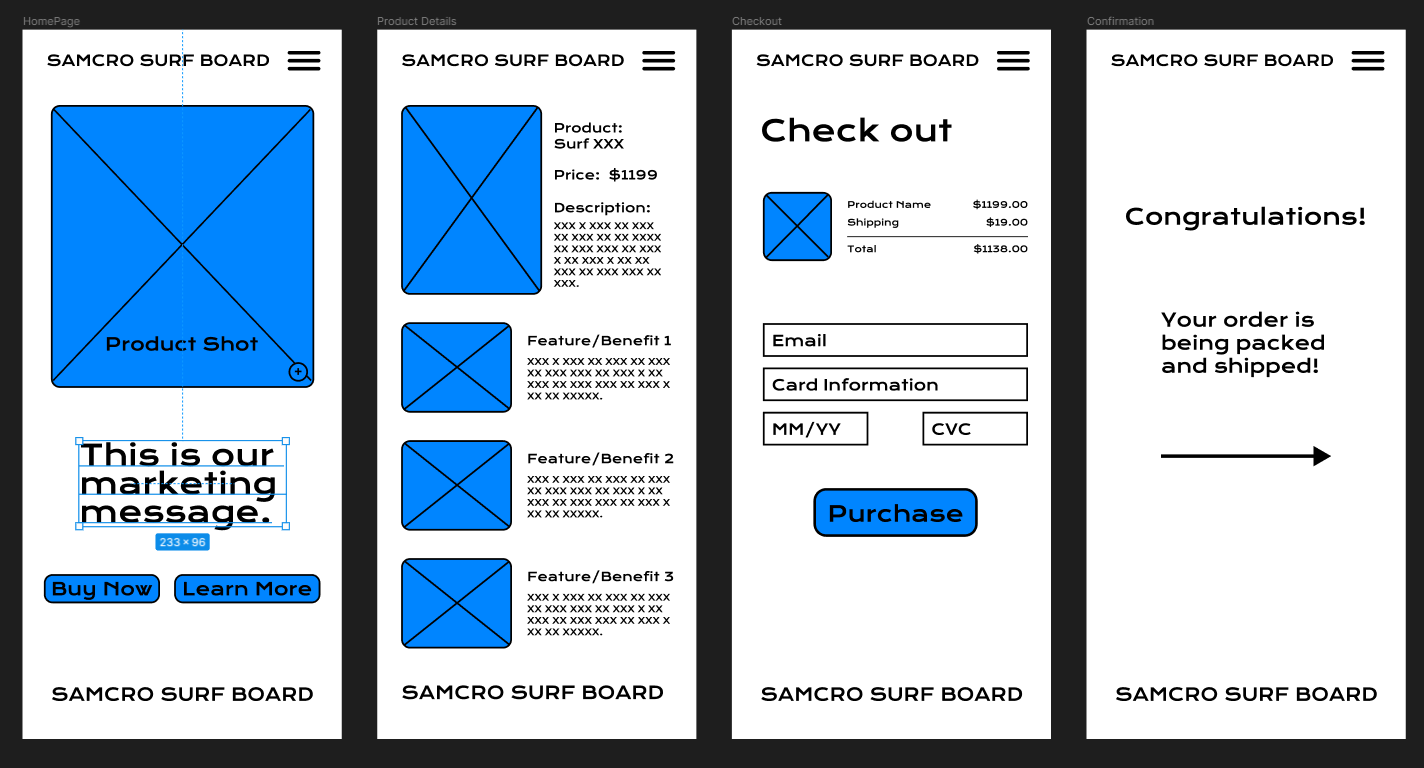 HomePage
SAMCRO SURF BOARD
Product Shot
This is our
marketing
message.
233 × 96
Buy Now
Learn More
SAMCRO SURF BOARD
Product Details
SAMCRO SURF BOARD
Product:
Surf XXX
Price: $1199
Description:
xxx x xxx xx xxx
xx xxx xxx xx xxxx
xx xxx xxx xx xxx
x xx xxx x xx xx
xxx xx xxx xxx xx
xxx.
Feature/Benefit 1
xxx x xxx xx xxx xx xxx
xx xxx xxx xx xxx x xx
xxx xx xxx xxx xx xxx x
xx xx xxxxx.
Feature/Benefit 2
xxx x xxx xx xxx xx xxx
xx xxx xxx xx xxx x xx
xxx xx xxx xxx xx xxx x
xx xx xxxxx.
Feature/Benefit 3
xxx x xxx xx xxx xx xxx
xx xxx xxx xx xxx x xx
xxx xx xxx xxx xx xxx x
xx xx xxxxx.
SAMCRO SURF BOARD
Checkout
SAMCRO SURF BOARD
Check out
Product Name $1199.00
Shipping $19.00
Total $1138.00
Email
Card Information
MM/YY
CVC
Purchase
SAMCRO SURF BOARD
Confirmation
SAMCRO SURF BOARD
Congratulations!
Your order is
being packed
and shipped!
SAMCRO SURF BOARD